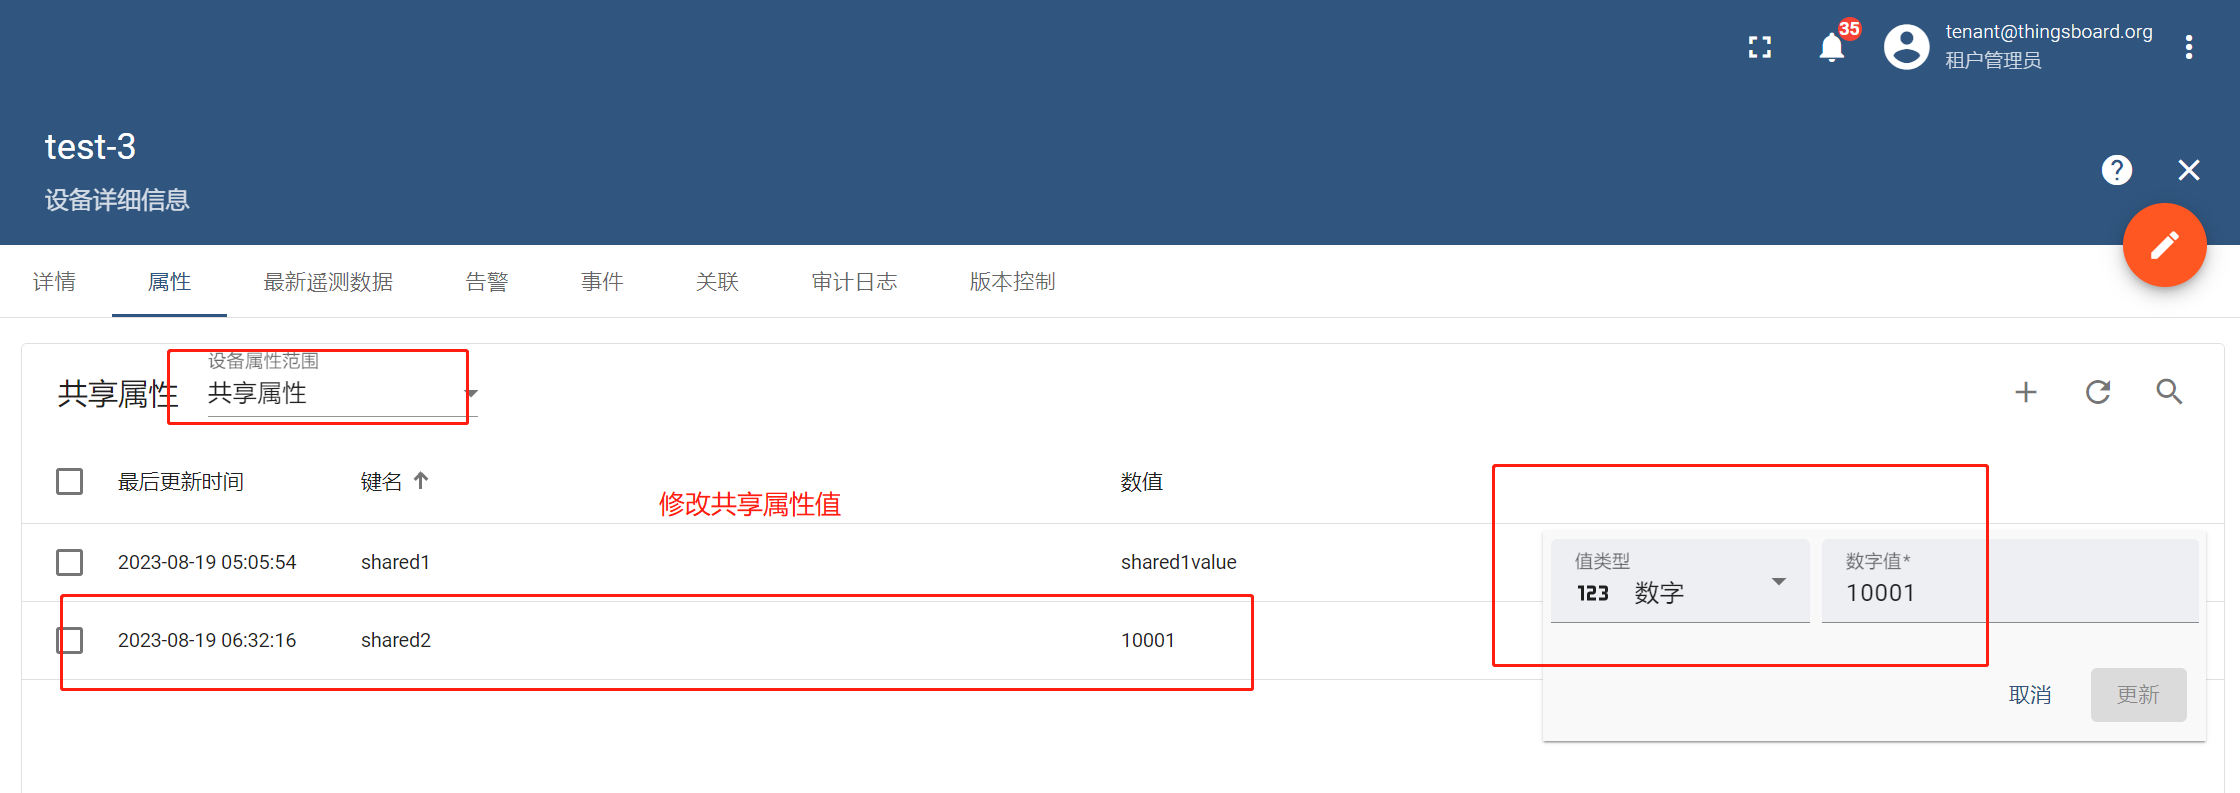 35
tenant@thingsboard.org
租户管理员
test-3
设备详细信息
详情 属性 最新遥测数据 告警 事件 关联 审计日志 版本控制
设备属性范围
共享属性 共享属性
最后更新时间 键名 数值
修改共享属性值
2023-08-19 05:05:54 shared1 shared1value
值类型 数字值*
123 数字 10001
2023-08-19 06:32:16 shared2 10001
取消 更新